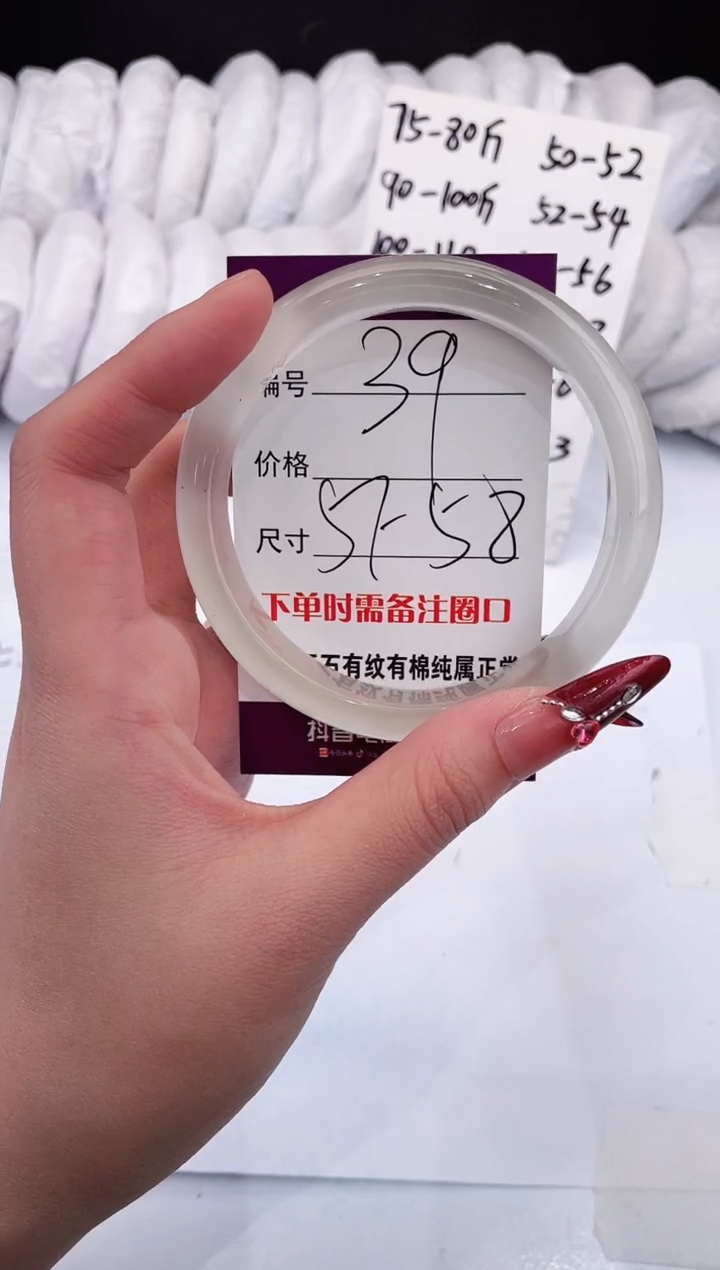 75-80斤 50-52
90-100斤 52-54
-56
编号 39
价格
尺寸 57-58
下单时需备注圈口
有纹有棉纯属正常
抖音